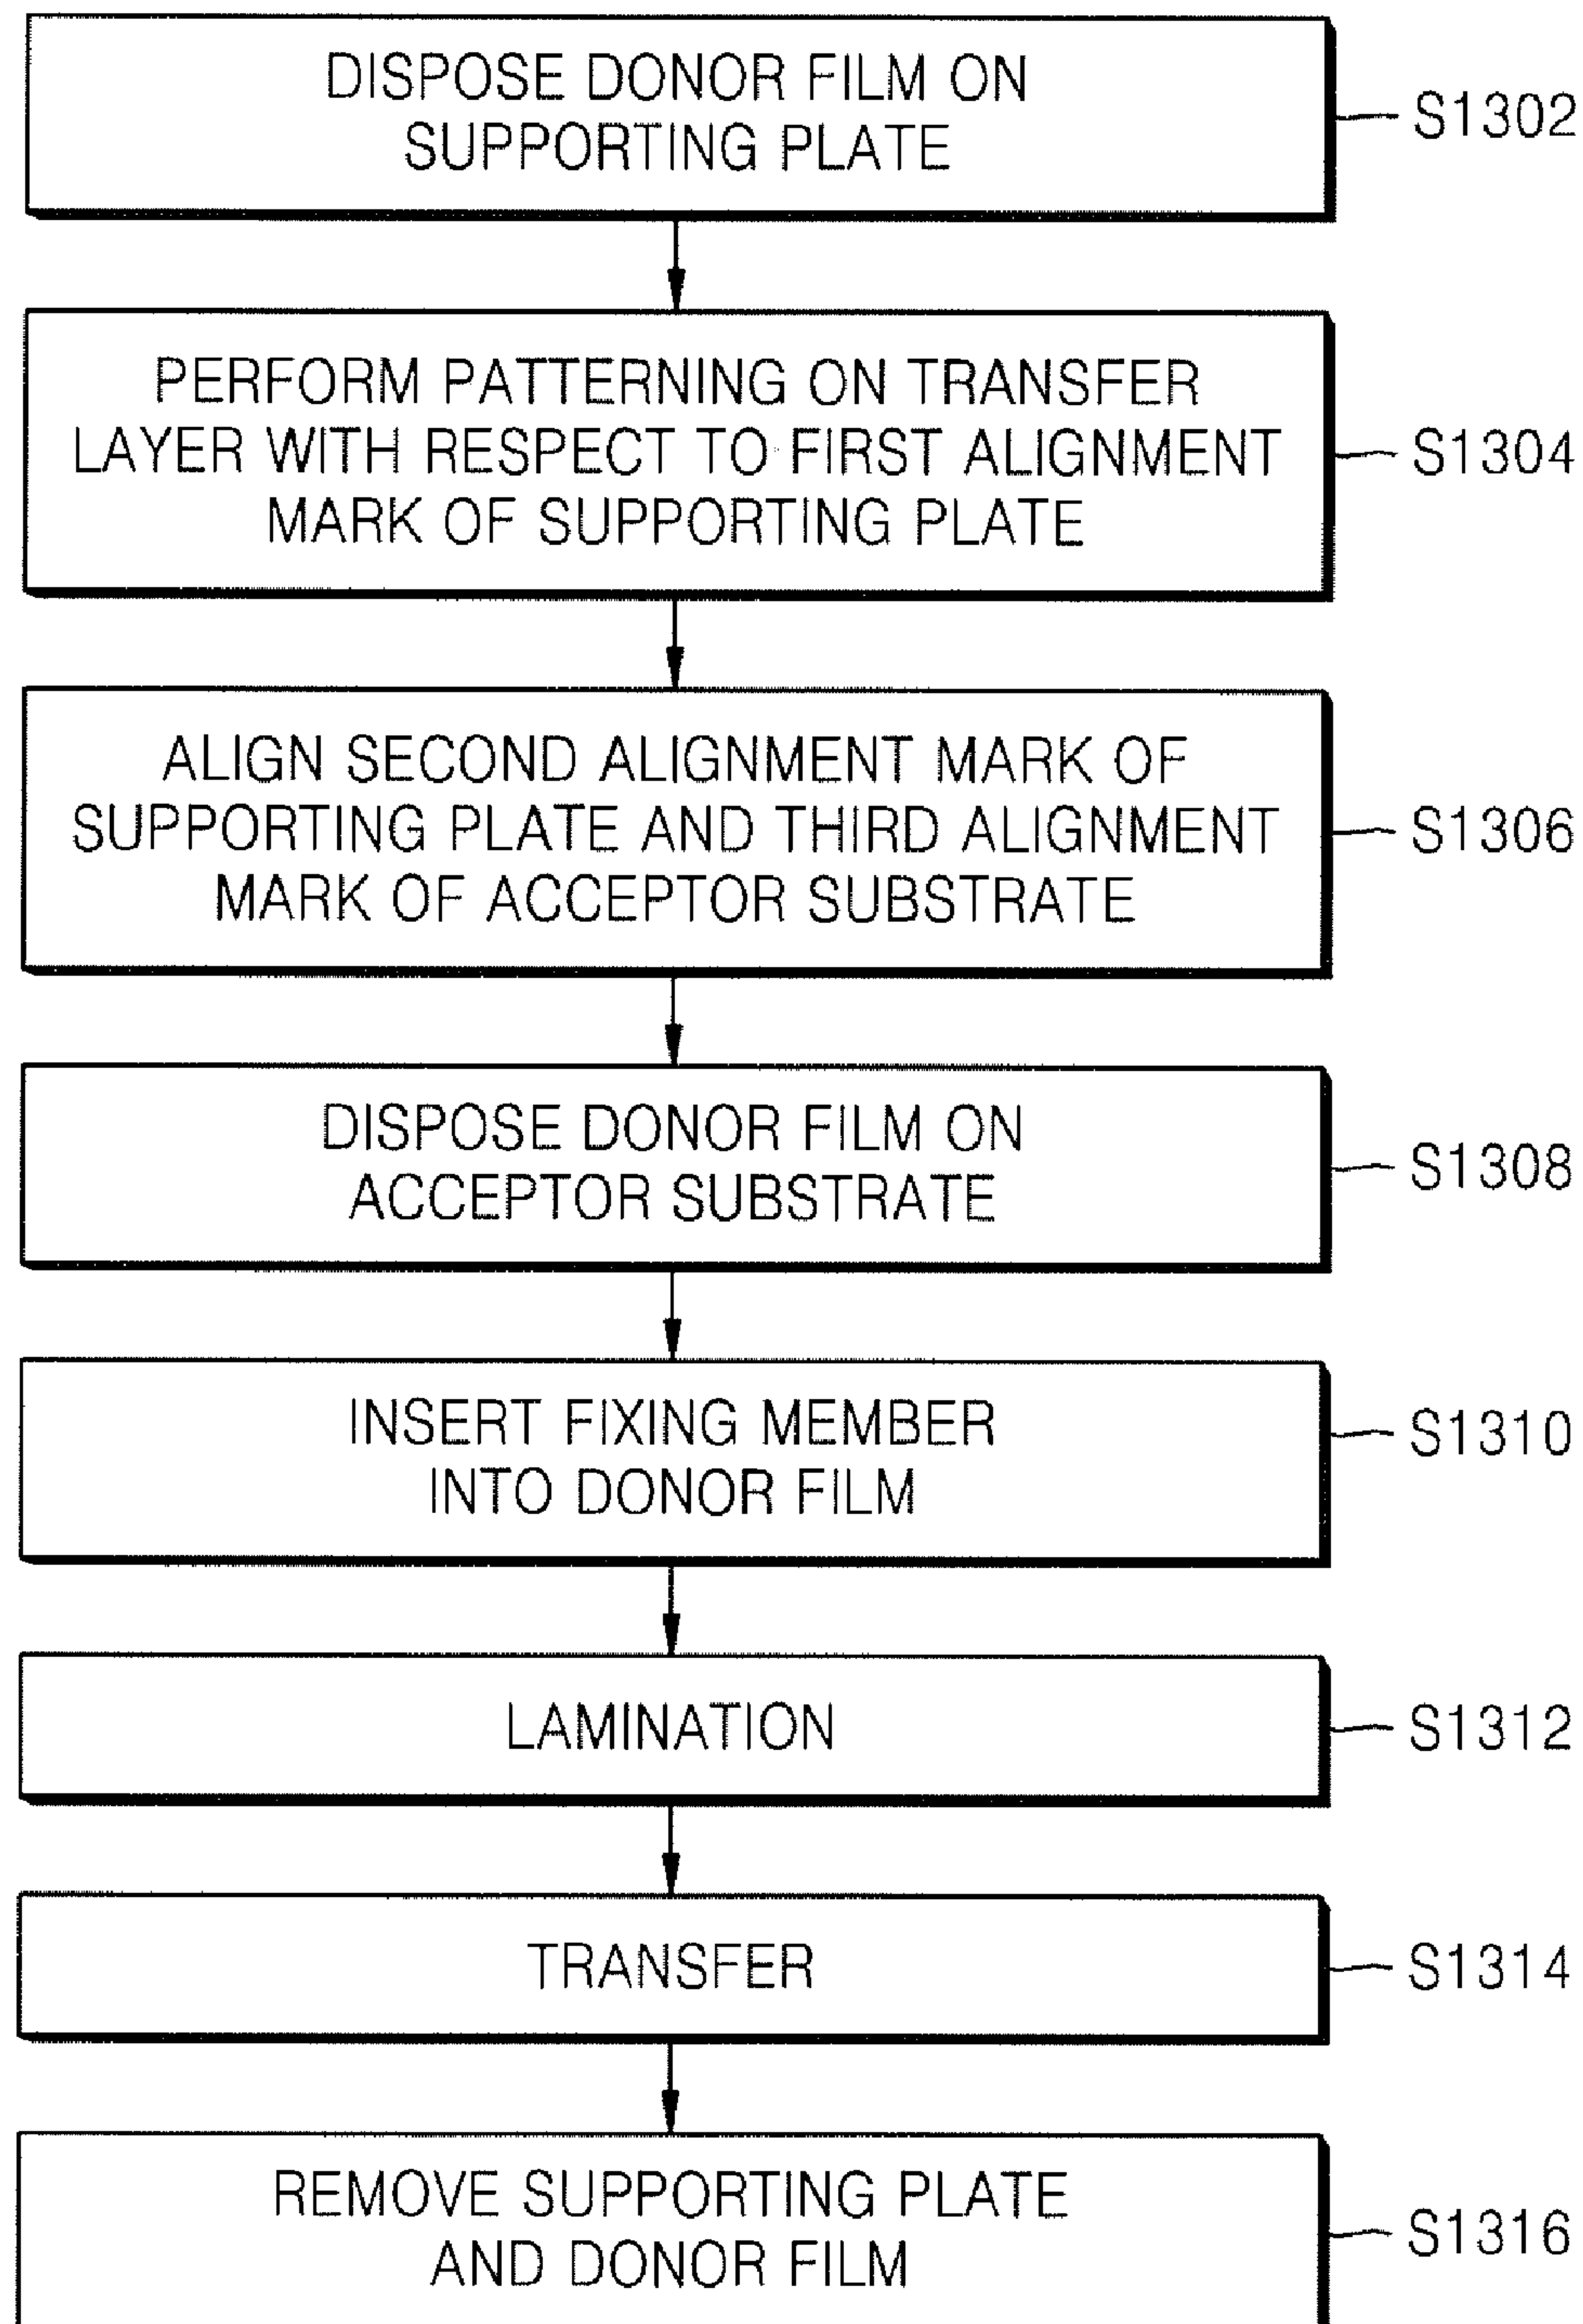 DISPOSE DONOR FILM ON
SUPPORTING PLATE
S1302
PERFORM PATTERNING ON TRANSFER
LAYER WITH RESPECT TO FIRST ALIGNMENT
MARK OF SUPPORTING PLATE
S1304
ALIGN SECOND ALIGNMENT MARK OF
SUPPORTING PLATE AND THIRD ALIGNMENT
MARK OF ACCEPTOR SUBSTRATE
S1306
DISPOSE DONOR FILM ON
ACCEPTOR SUBSTRATE
S1308
INSERT FIXING MEMBER
INTO DONOR FILM
S1310
LAMINATION
S1312
TRANSFER
S1314
REMOVE SUPPORTING PLATE
AND DONOR FILM
S1316